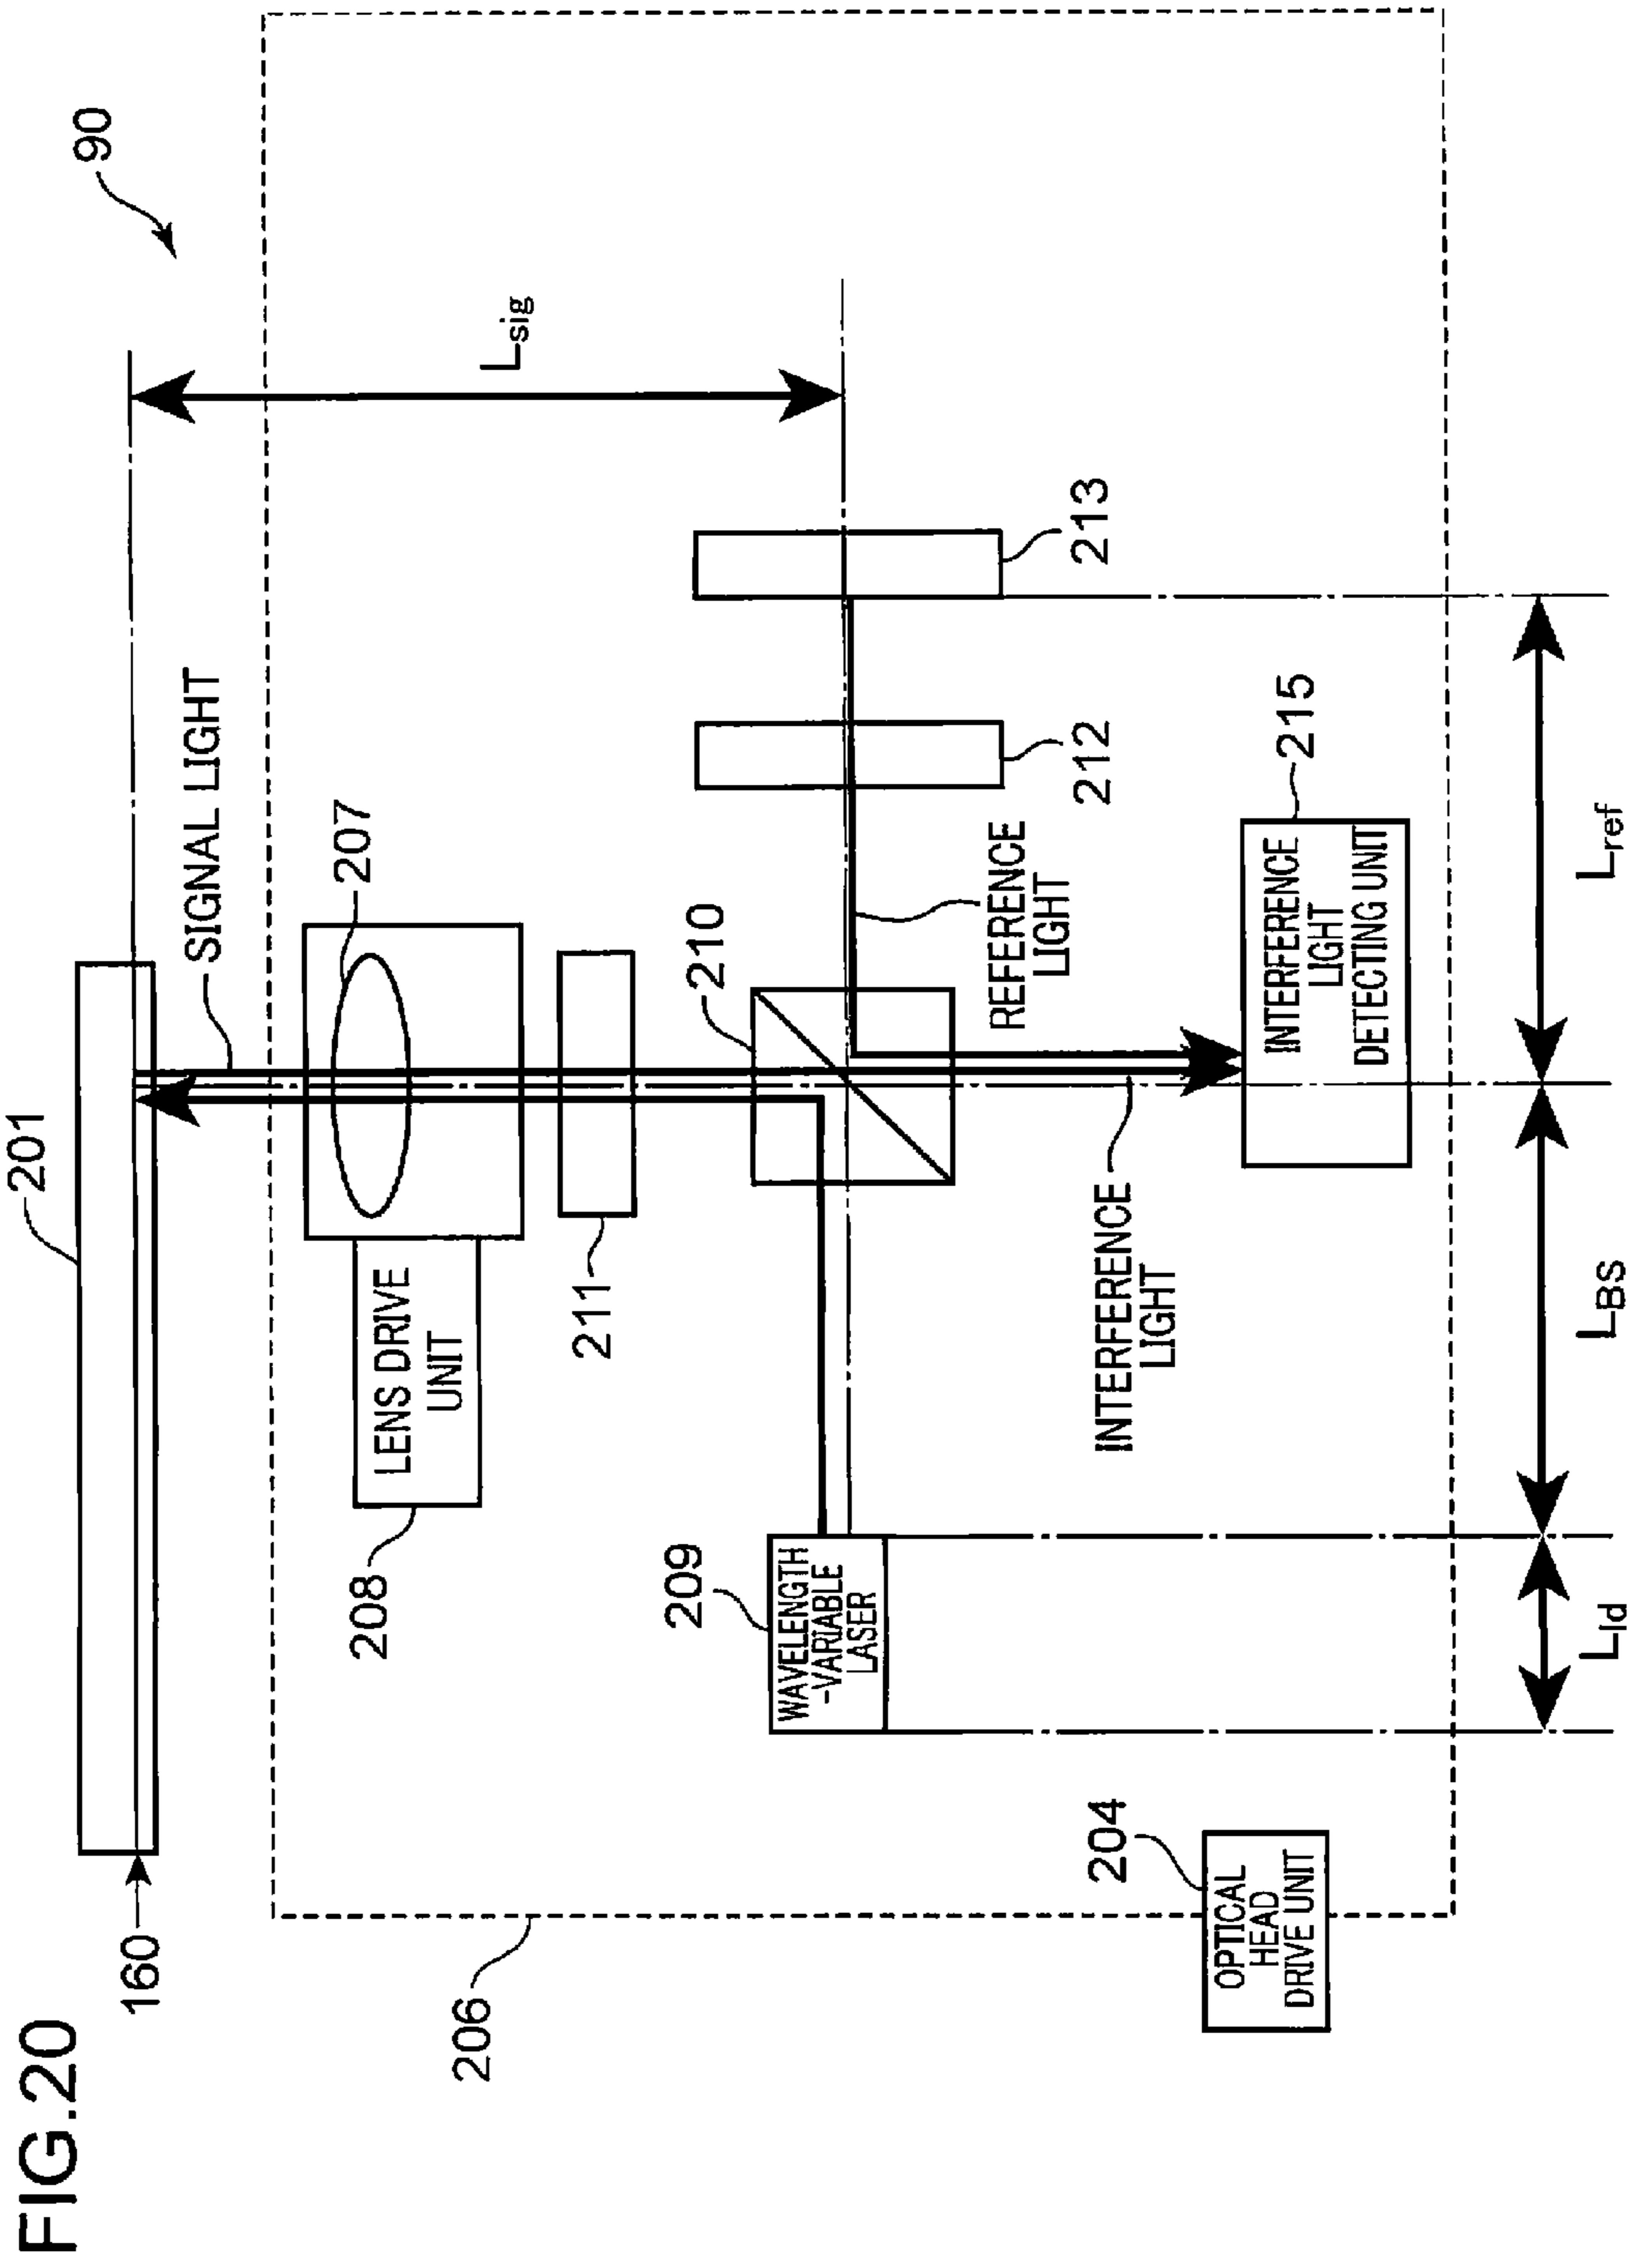 FIG.20
90
201
160
SIGNAL LIGHT
Lsig
207
LENS DRIVE
UNIT
208
211
210
213
212
209
WAVELENGTH
-VARIABLE
LASER
REFERENCE
LIGHT
INTERFERENCE
LIGHT
215
INTERFERENCE
LIGHT
DETECTING UNIT
206
204
OPTICAL
HEAD
DRIVE UNIT
Lld
LBS
Lref